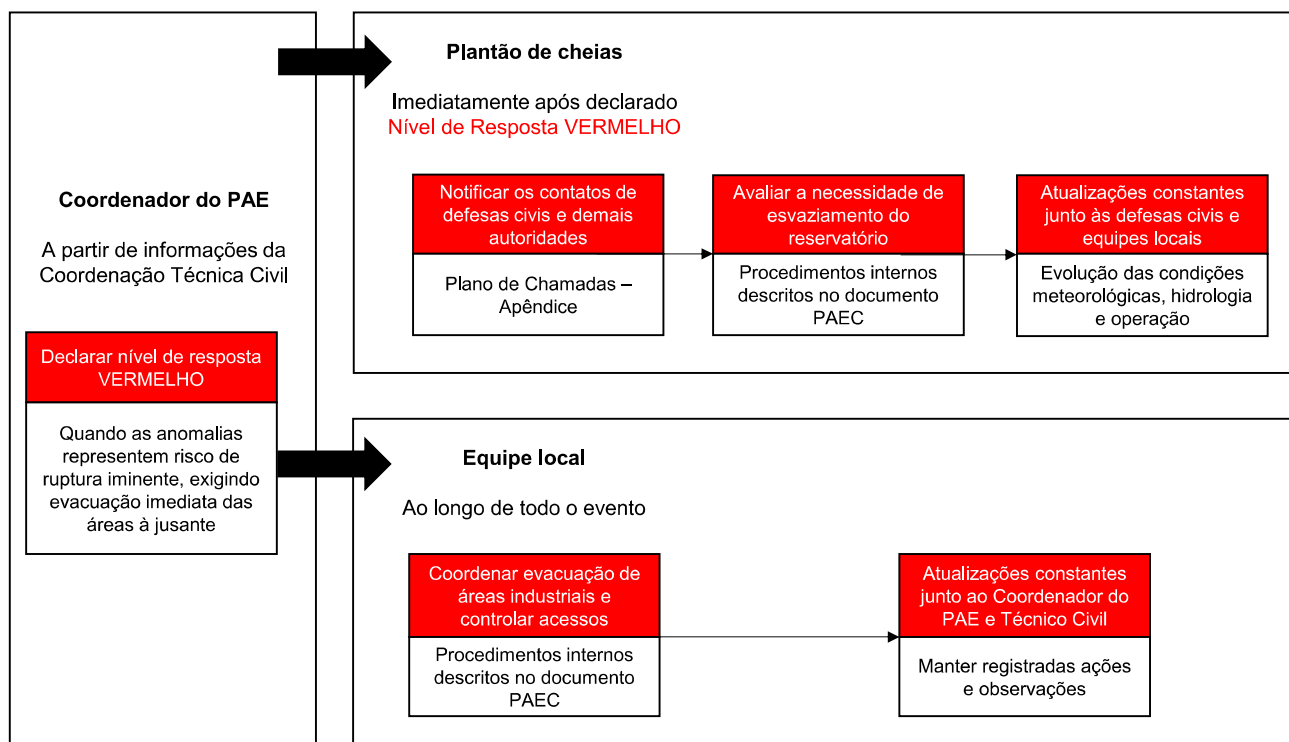 Coordenador do PAE
A partir de informações da
Coordenação Técnica Civil
Declarar nível de resposta
VERMELHO
Quando as anomalias
representem risco de
ruptura iminente, exigindo
evacuação imediata das
áreas à jusante
Plantão de cheias
Imediatamente após declarado
Nível de Resposta VERMELHO
Notificar os contatos de
defesas civis e demais
autoridades
Plano de Chamadas –
Apêndice
Avaliar a necessidade de
esvaziamento do
reservatório
Procedimentos internos
descritos no documento
PAEC
Atualizações constantes
junto às defesas civis e
equipes locais
Evolução das condições
meteorológicas, hidrologia
e operação
Equipe local
Ao longo de todo o evento
Coordenar evacuação de
áreas industriais e
controlar acessos
Procedimentos internos
descritos no documento
PAEC
Atualizações constantes
junto ao Coordenador do
PAE e Técnico Civil
Manter registradas ações
e observações